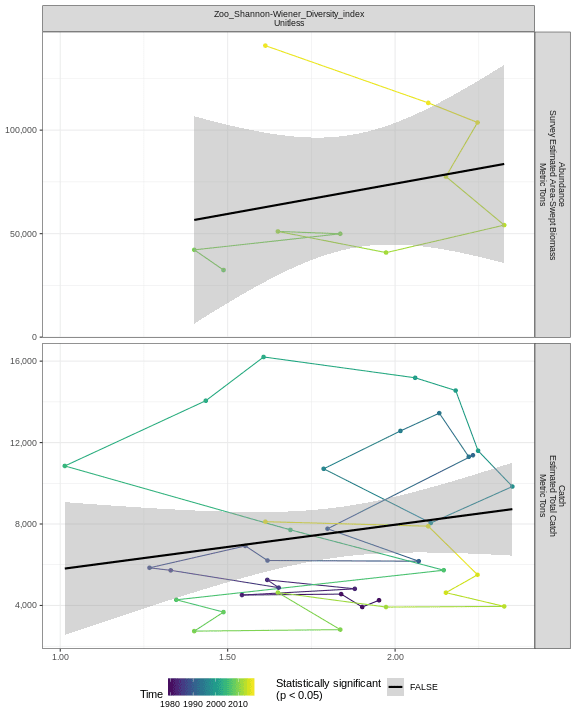 Zoo_Shannon-Wiener_Diversity_index
Unitless
100,000
50,000
0
Abundance
Survey Estimated Area-Swept Biomass
Metric Tons
16,000
12,000
8,000
4,000
Catch
Estimated Total Catch
Metric Tons
1.00 1.50 2.00
Time
1980 1990 2000 2010
Statistically significant
(p < 0.05)
FALSE